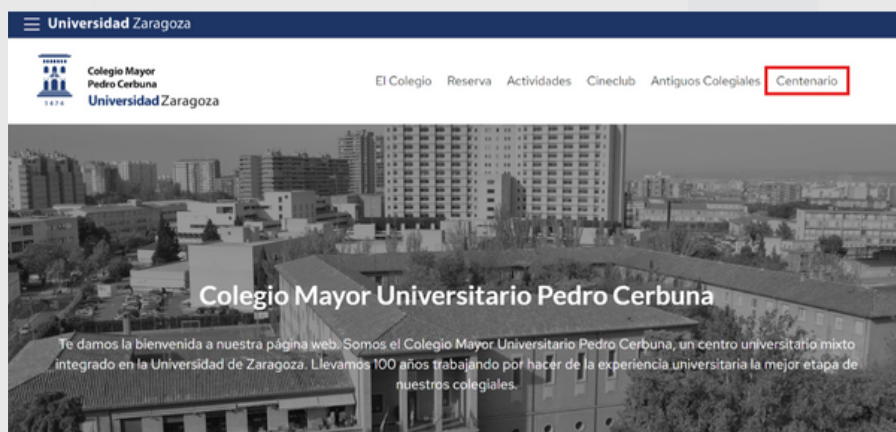 Universidad Zaragoza
Colegio Mayor
Pedro Cerbuna
Universidad Zaragoza
1474
El Colegio Reserva Actividades Cineclub Antiguos Colegiales Centenario
Colegio Mayor Universitario Pedro Cerbuna
Te damos la bienvenida a nuestra página web. Somos el Colegio Mayor Universitario Pedro Cerbuna, un centro universitario mixto
integrado en la Universidad de Zaragoza. Llevamos 100 años trabajando por hacer de la experiencia universitaria la mejor etapa de
nuestros colegiales.